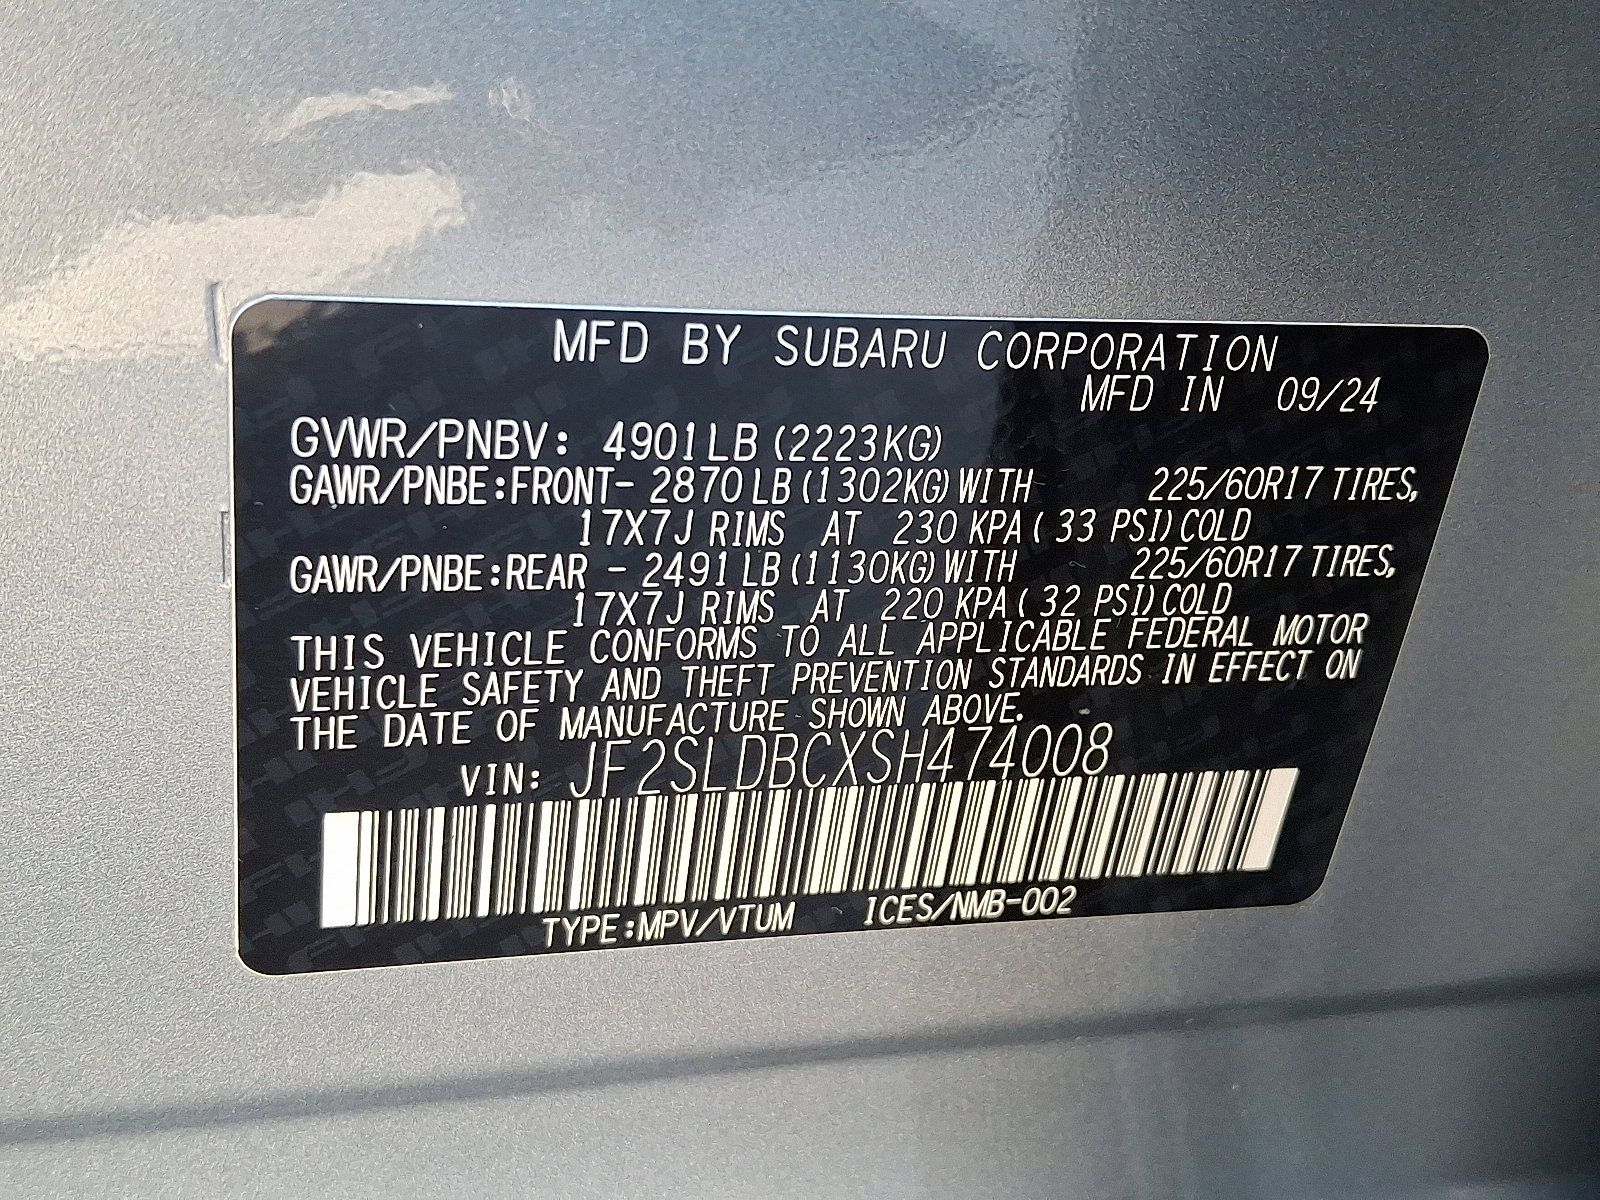 MFD BY SUBARU CORPORATION
MFD IN 09/24
GVWR/PNBV: 4901LB (2223KG)
GAWR/PNBE:FRONT- 2870LB (1302KG) WITH 225/60R17 TIRES,
17X7J RIMS AT 230 KPA ( 33 PSI) COLD
GAWR/PNBE:REAR - 2491LB (1130KG) WITH 225/60R17 TIRES,
17X7J RIMS AT 220 KPA ( 32 PSI) COLD
THIS VEHICLE CONFORMS TO ALL APPLICABLE FEDERAL MOTOR
VEHICLE SAFETY AND THEFT PREVENTION STANDARDS IN EFFECT ON
THE DATE OF MANUFACTURE SHOWN ABOVE.
VIN: JF2SLDBCXSH474008
TYPE:MPV/VTUM ICES/NMB-002